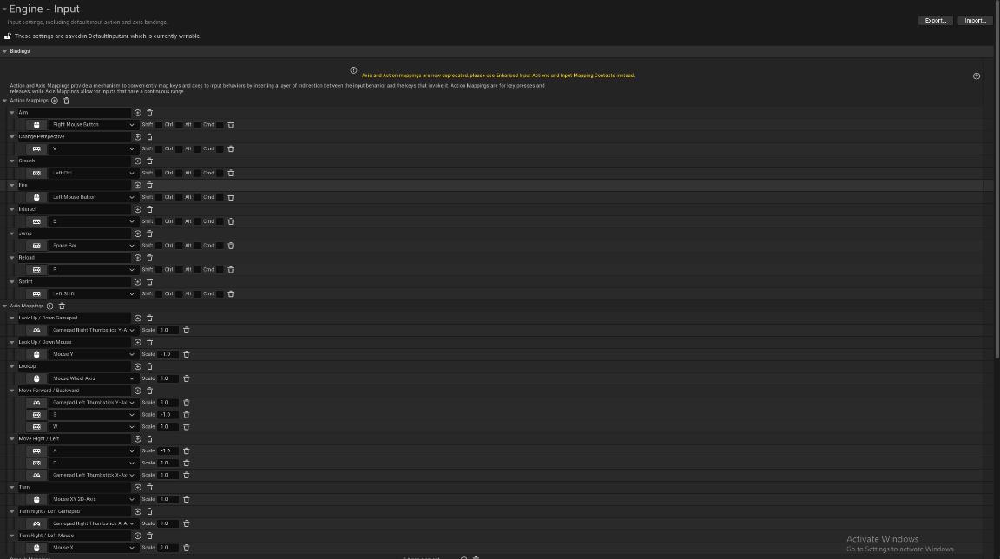 Engine - Input
Input settings, including default input action and axis bindings.
Export... Import...
These settings are saved in DefaultInput.ini, which is currently writable.
Bindings
Axis and Action mappings are now deprecated, please use Enhanced Input Actions and Input Mapping Contexts instead.
Action and Axis Mappings provide a mechanism to conveniently map keys and axes to input behaviors by inserting a layer of indirection between the input behavior and the keys that invoke it. Action Mappings are for key presses and
releases, while Axis Mappings allow for inputs that have a continuous range.
Action Mappings
Aim
Right Mouse Button Shift Ctrl Alt Cmd
Change Perspective
V Shift Ctrl Alt Cmd
Crouch
Left Ctrl Shift Ctrl Alt Cmd
Fire
Left Mouse Button Shift Ctrl Alt Cmd
Interact
E Shift Ctrl Alt Cmd
Jump
Space Bar Shift Ctrl Alt Cmd
Reload
R Shift Ctrl Alt Cmd
Sprint
Left Shift Shift Ctrl Alt Cmd
Axis Mappings
Look Up / Down Gamepad
Gamepad Right Thumbstick Y-A Scale 1.0
Look Up / Down Mouse
Mouse Y Scale -1.0
LookUp
Mouse Wheel Axis Scale 1.0
Move Forward / Backward
Gamepad Left Thumbstick Y-Ax Scale 1.0
S Scale -1.0
W Scale 1.0
Move Right / Left
A Scale -1.0
D Scale 1.0
Gamepad Left Thumbstick X-Ax Scale 1.0
Turn
Mouse XY 2D-Axis Scale 1.0
Turn Right / Left Gamepad
Gamepad Right Thumbstick X-A Scale 1.0
Turn Right / Left Mouse
Mouse X Scale 1.0
Activate Windows
Go to Settings to activate Windows.